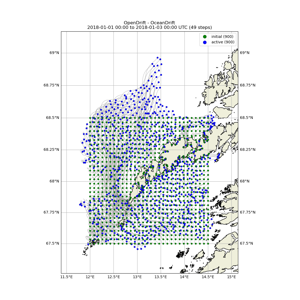 OpenDrift - OceanDrift
2018-01-01 00:00 to 2018-01-03 00:00 UTC (49 steps)
initial (900)
active (900)
69°N
69°N
68.75°N
68.75°N
68.5°N
68.5°N
68.25°N
68.25°N
68°N
68°N
67.75°N
67.75°N
67.5°N
67.5°N
11.5°E 12°E 12.5°E 13°E 13.5°E 14°E 14.5°E 15°E